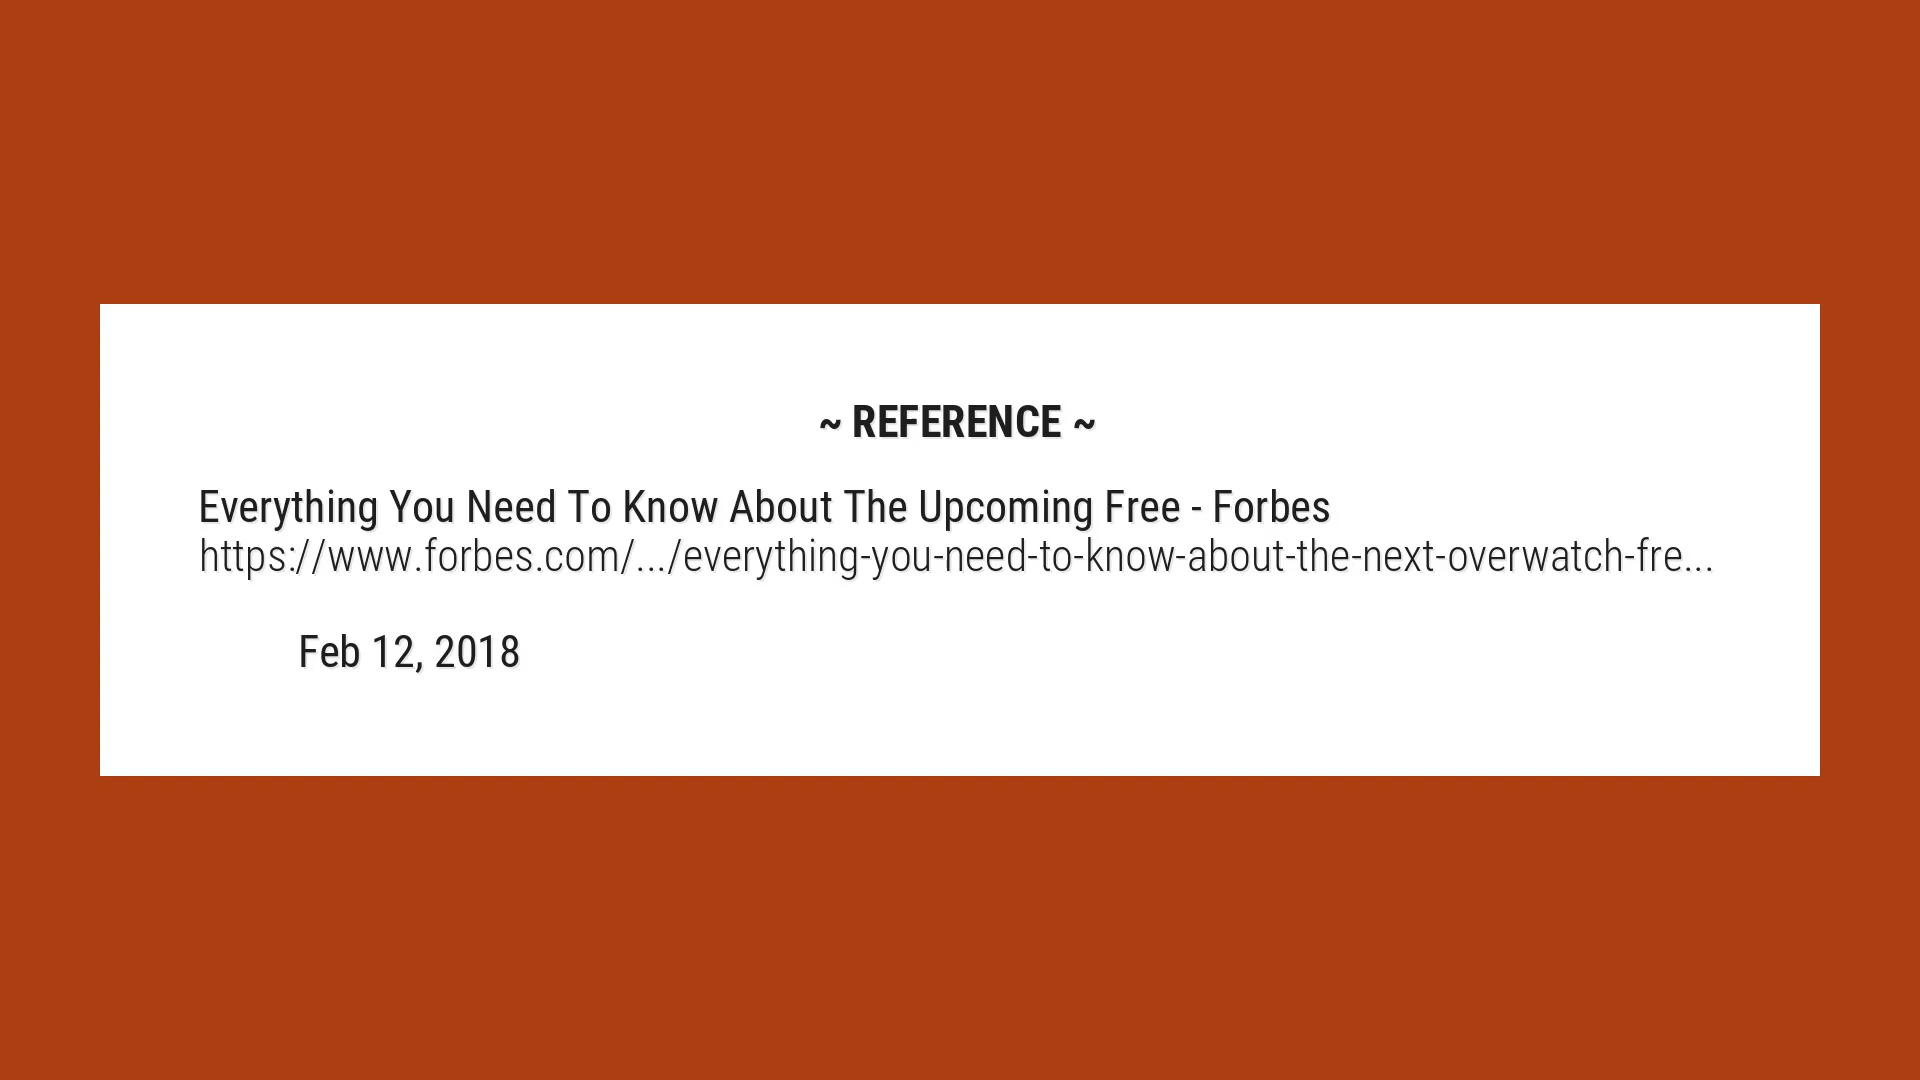 ~ REFERENCE ~
Everything You Need To Know About The Upcoming Free - Forbes
https://www.forbes.com/.../everything-you-need-to-know-about-the-next-overwatch-fre...
Feb 12, 2018